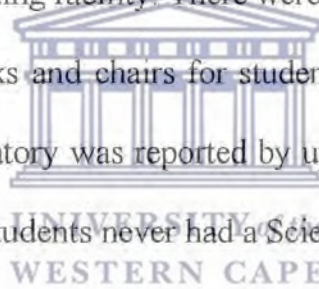 ing facility. There were
ks and chairs for studen
atory was reported by u
UNIVERSITY of the
tudents never had a Scie
WESTERN CAPE